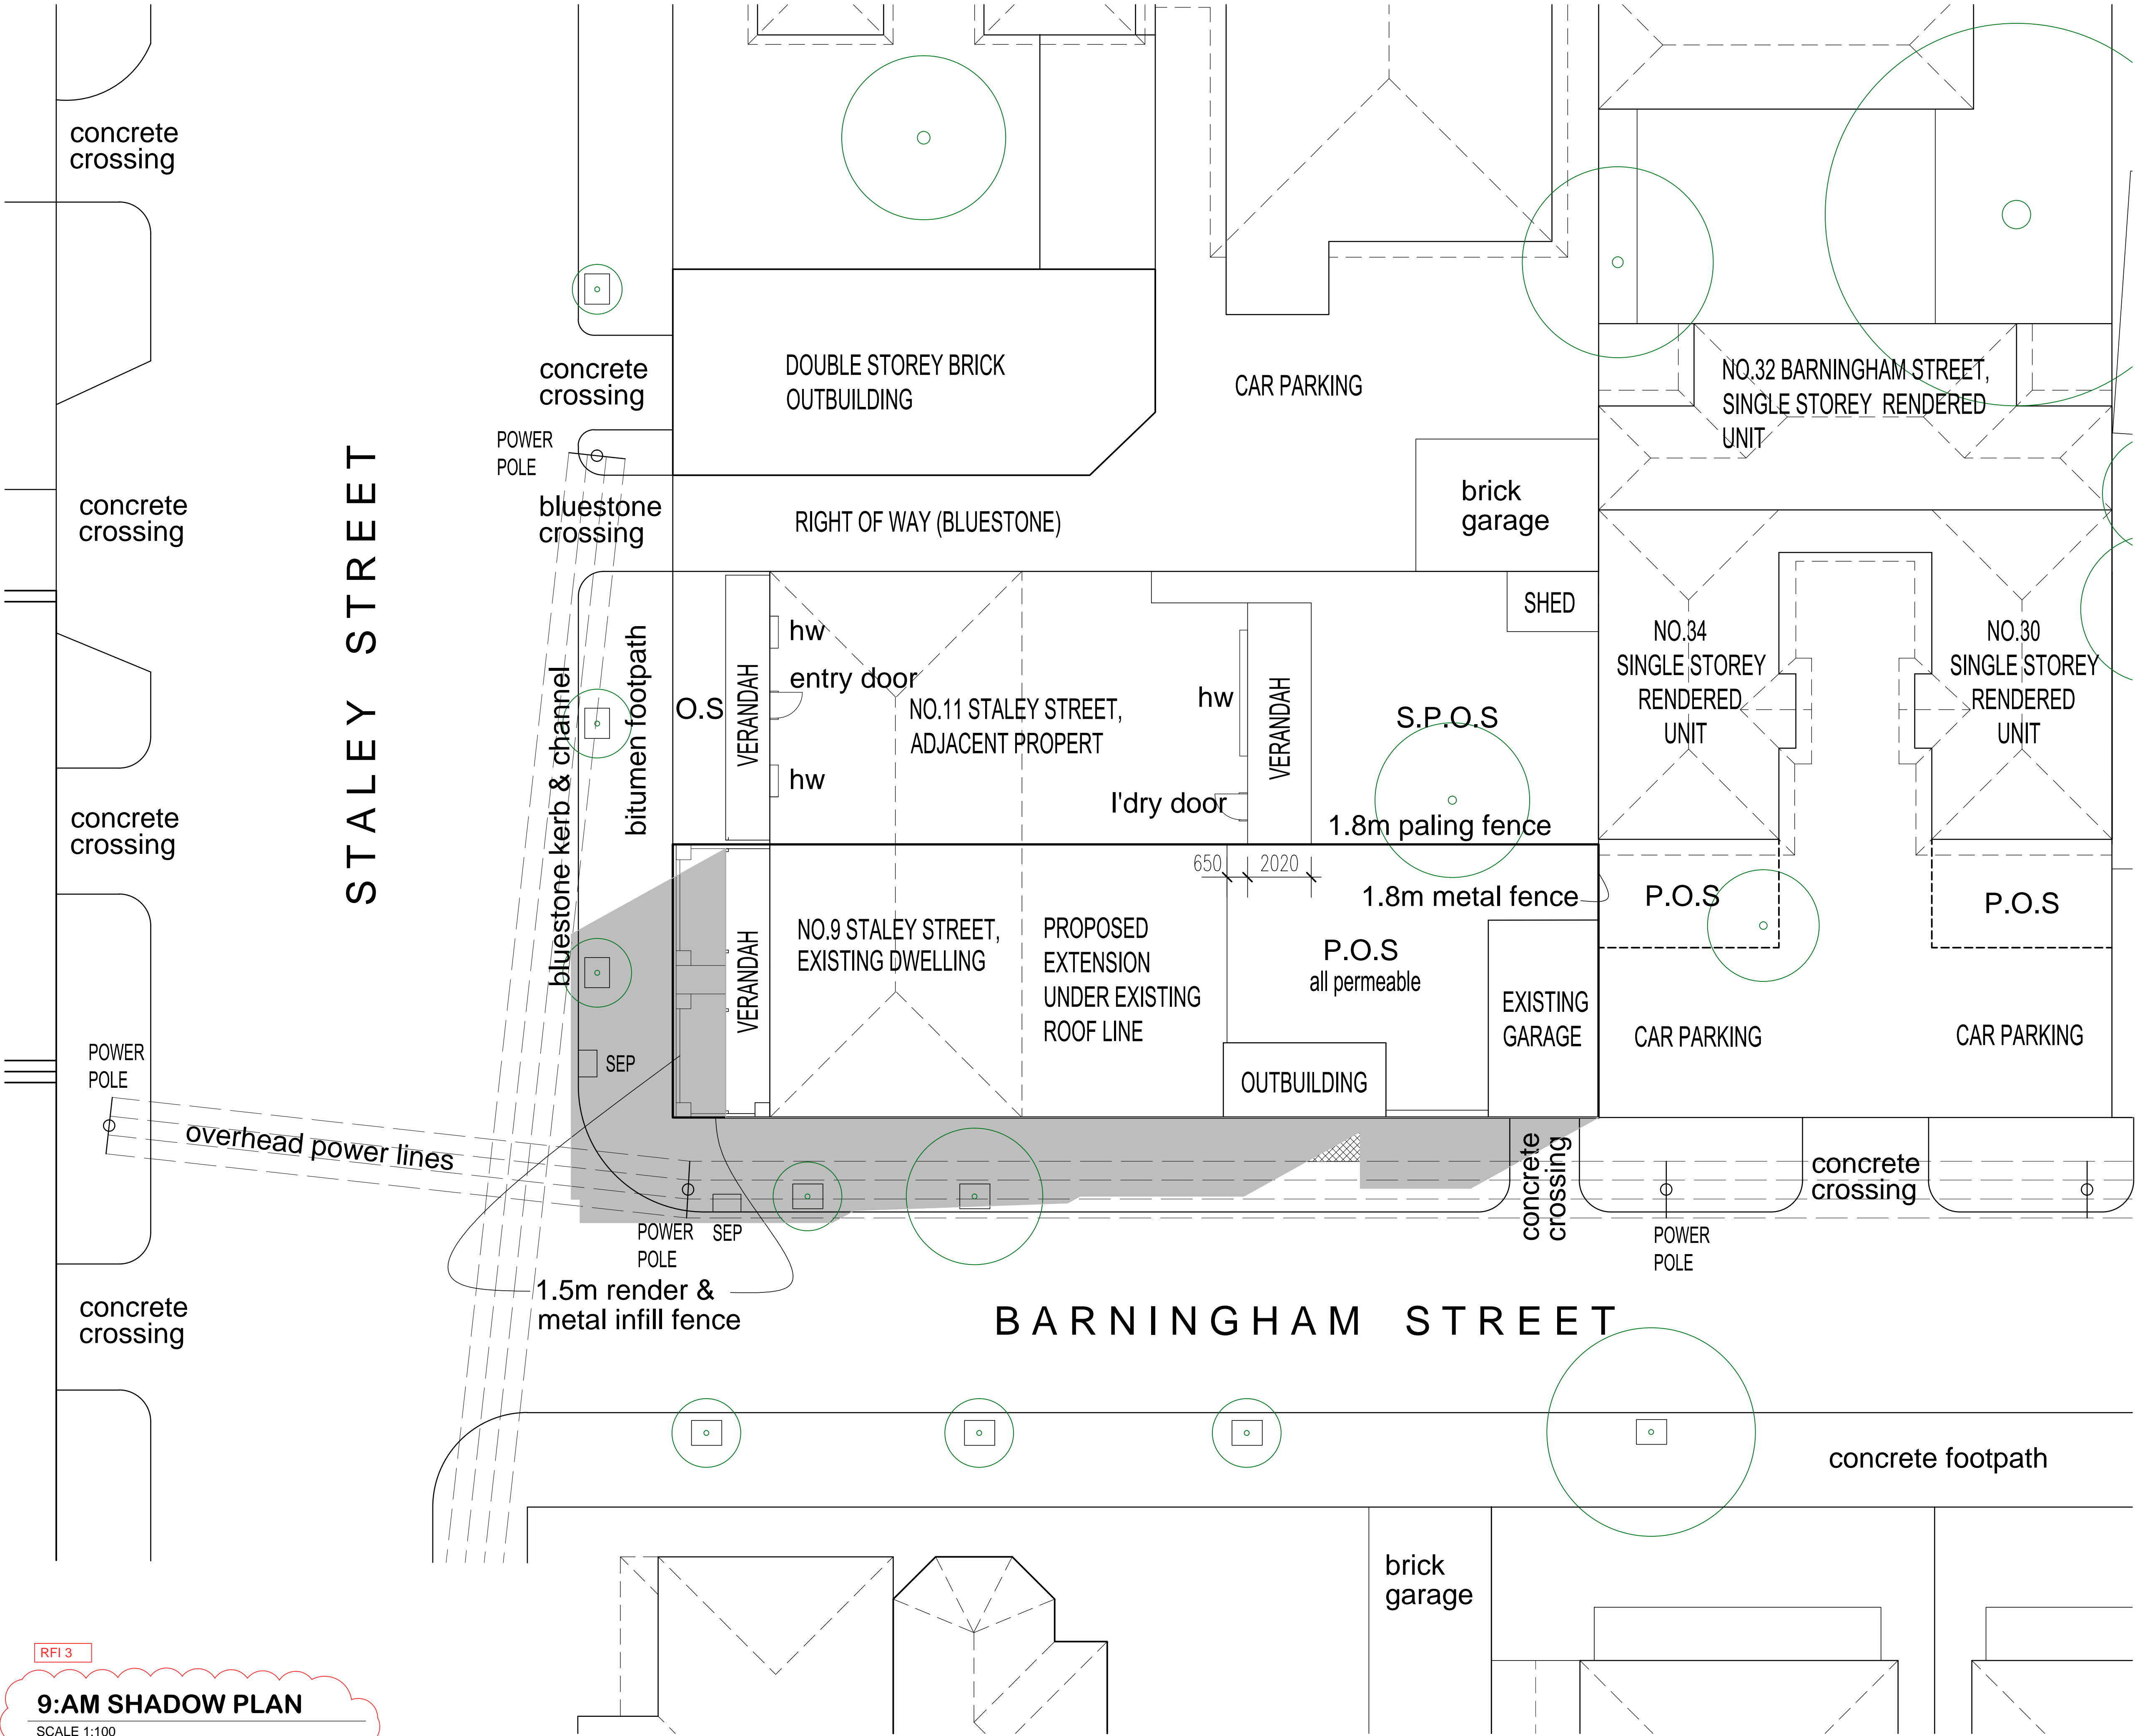 concrete
crossing
DOUBLE STOREY BRICK
OUTBUILDING
concrete
crossing
CAR PARKING
NO.32 BARNINGHAM STREET,
SINGLE STOREY RENDERED
UNIT
POWER
POLE
concrete
crossing
bluestone
crossing
RIGHT OF WAY (BLUESTONE)
brick
garage
STALEY STREET
SHED
hw
entry door
O.S
VERANDAH
bitumen footpath
bluestone kerb & channel
NO.11 STALEY STREET,
ADJACENT PROPERT
hw
hw
VERANDAH
S.P.O.S
NO.34
SINGLE STOREY
RENDERED
UNIT
NO.30
SINGLE STOREY
RENDERED
UNIT
l'dry door
1.8m paling fence
concrete
crossing
650
2020
1.8m metal fence
P.O.S
P.O.S
VERANDAH
NO.9 STALEY STREET,
EXISTING DWELLING
PROPOSED
EXTENSION
UNDER EXISTING
ROOF LINE
P.O.S
all permeable
EXISTING
GARAGE
CAR PARKING
CAR PARKING
POWER
POLE
SEP
OUTBUILDING
overhead power lines
concrete
crossing
concrete
crossing
POWER
POLE
SEP
POWER
POLE
1.5m render &
metal infill fence
concrete
crossing
BARNINGHAM STREET
concrete footpath
brick
garage
RFI 3
9:AM SHADOW PLAN
SCALE 1:100